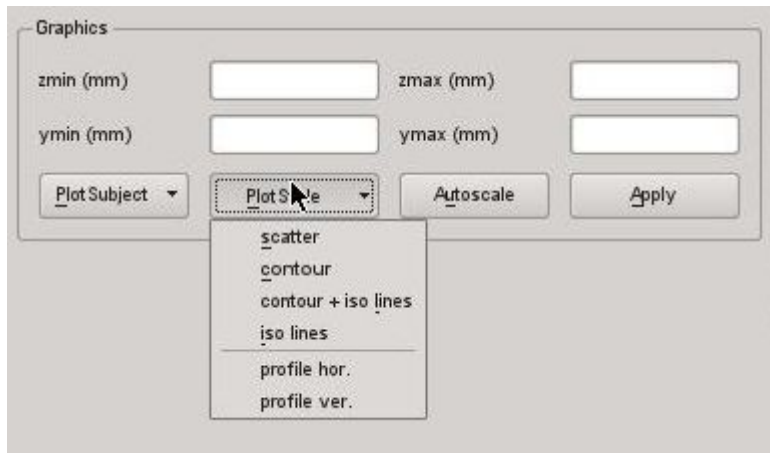 Graphics
zmin (mm) zmax (mm)
ymin (mm) ymax (mm)
Plot Subject Plot Autoscale Apply
scatter
contour
contour + iso lines
iso lines
profile hor.
profile ver.